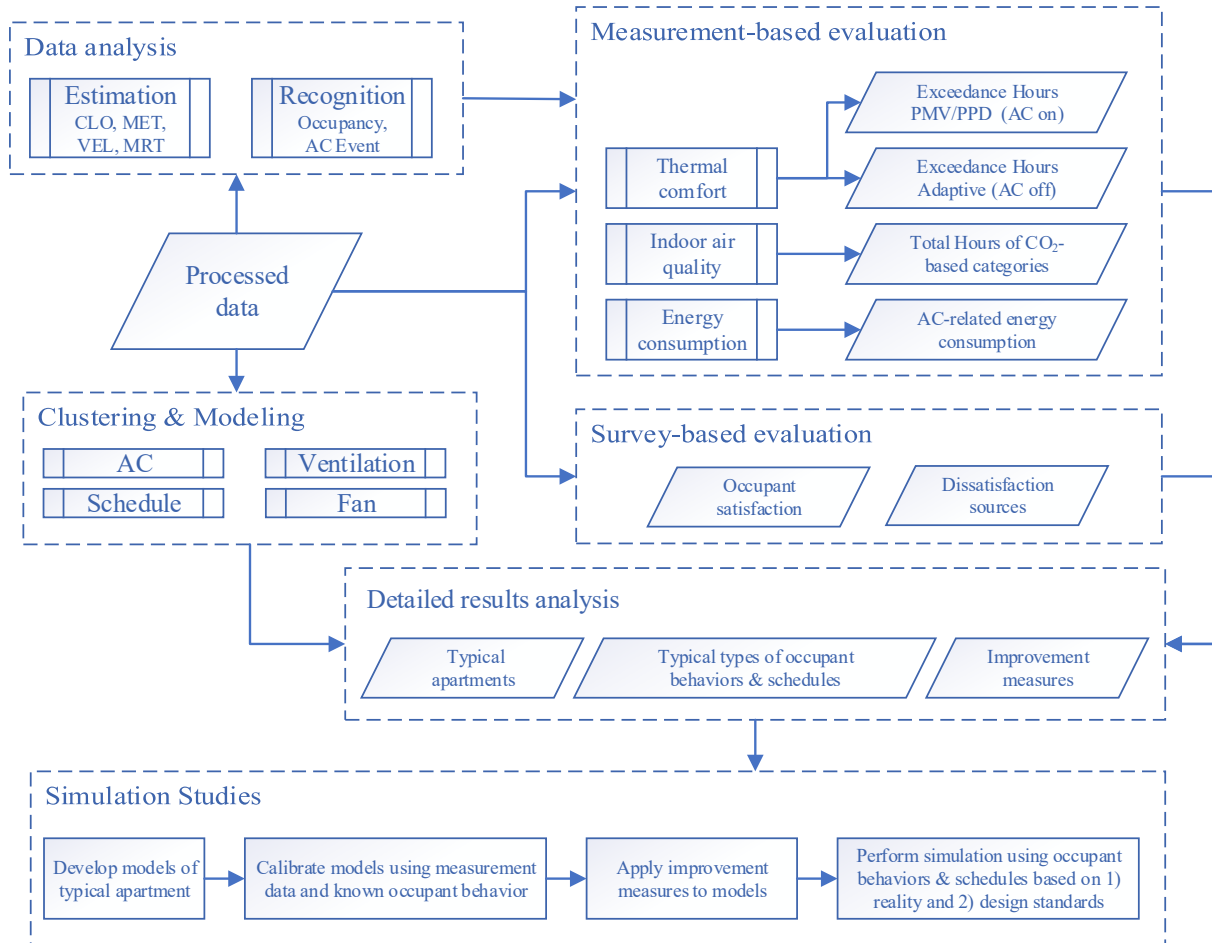 Data analysis
Estimation
CLO, MET,
VEL, MRT
Recognition
Occupancy,
AC Event
Processed
data
Clustering & Modeling
AC
Ventilation
Schedule
Fan
Measurement-based evaluation
Thermal
comfort
Exceedance Hours
PMV/PPD (AC on)
Exceedance Hours
Adaptive (AC off)
Indoor air
quality
Total Hours of CO₂-
based categories
Energy
consumption
AC-related energy
consumption
Survey-based evaluation
Occupant
satisfaction
Dissatisfaction
sources
Detailed results analysis
Typical
apartments
Typical types of occupant
behaviors & schedules
Improvement
measures
Simulation Studies
Develop models of
typical apartment
Calibrate models using measurement
data and known occupant behavior
Apply improvement
measures to models
Perform simulation using occupant
behaviors & schedules based on 1)
reality and 2) design standards